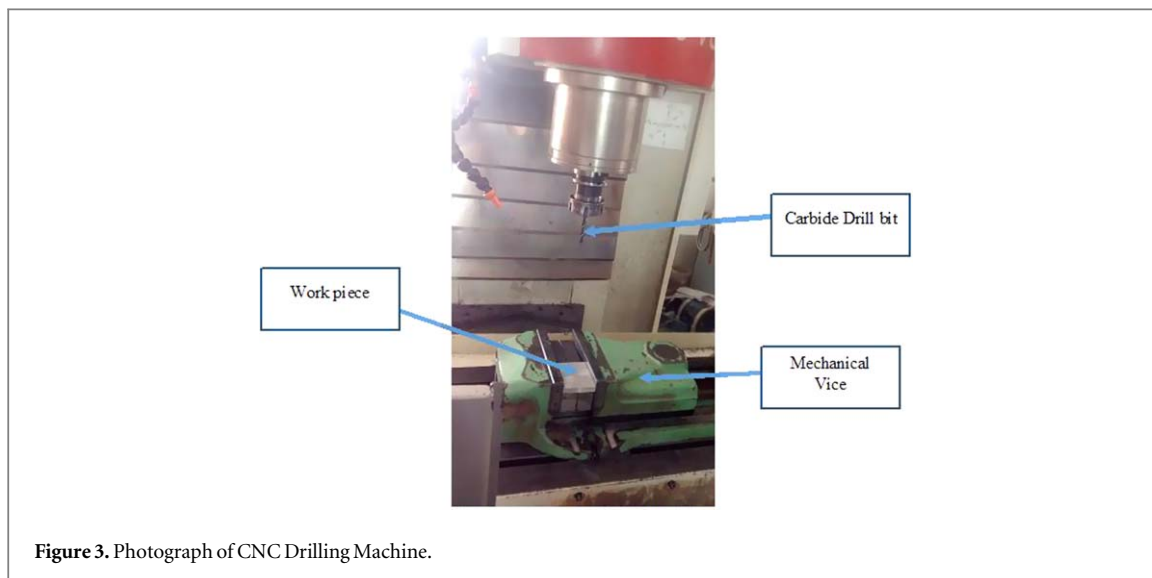 Carbide Drill bit
Work piece
Mechanical
Vice
Figure 3. Photograph of CNC Drilling Machine.